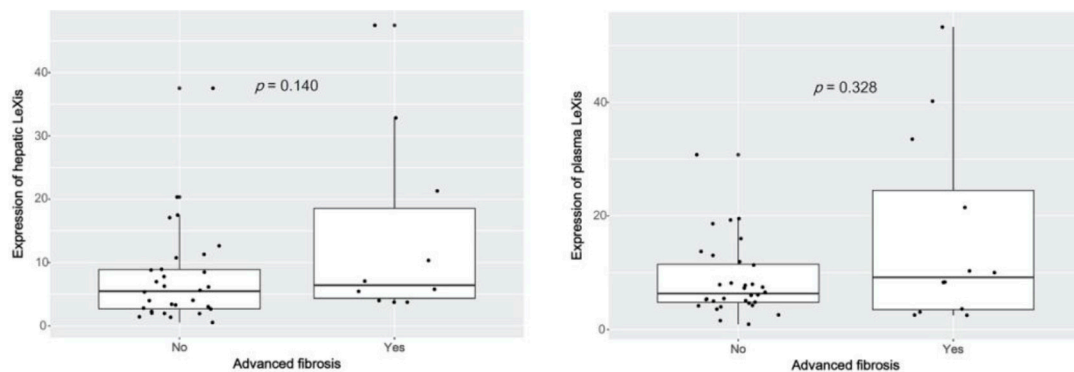 Expression of hepatic LeXis
40
30
20
10
0
p = 0.140
No
Yes
Advanced fibrosis
Expression of plasma LeXis
40
20
0
p = 0.328
No
Yes
Advanced fibrosis